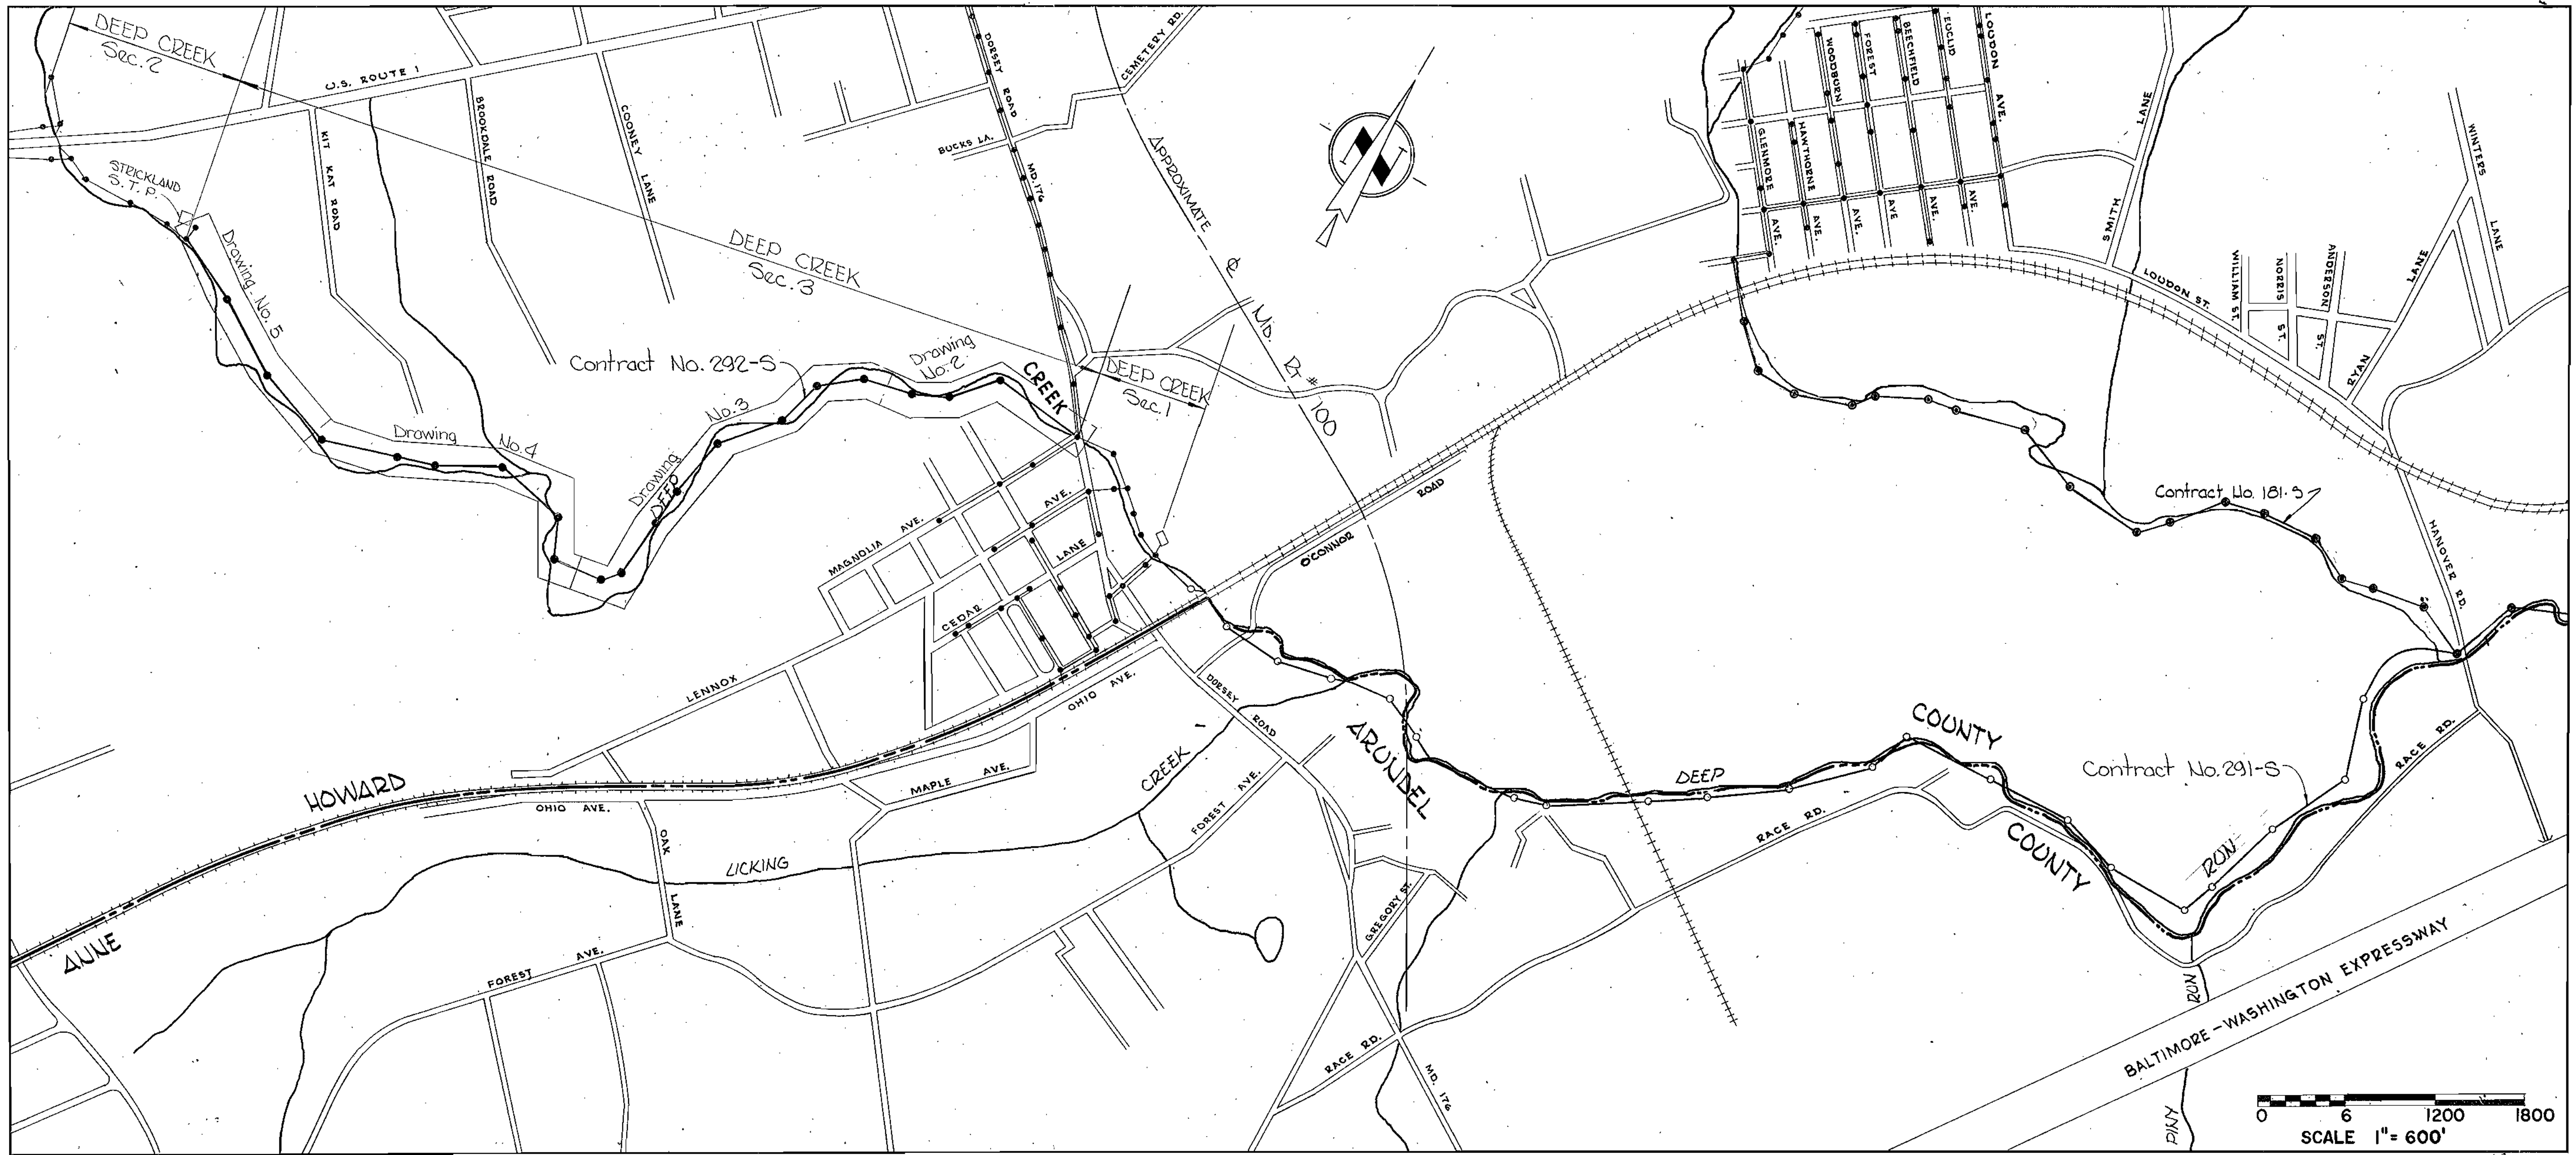 DEEP CREEK
Sec. 2
U.S. ROUTE 1
STRICKLAND
S. T. P.
KIT KAT ROAD
BROOKDALE ROAD
COONEY LANE
DORSEY ROAD
MD. 176
BUCKS LA.
CEMETERY RD.
APPROXIMATE ℄ MD. RT # 100
N
DEEP CREEK
Sec. 3
DEEP CREEK
Sec. 1
Drawing No. 5
Drawing No. 4
Drawing No. 3
Drawing
No. 2
Contract No. 292-S
DEEP
CREEK
GLENMORE AVE.
HAWTHORNE AVE.
WOODBURN AVE.
FOREST AVE
BEECHFIELD AVE.
EUCLID AVE.
LOUDON AVE.
SMITH LANE
LOUDON ST.
WILLIAM ST.
NORRIS ST.
ANDERSON ST.
RYAN LANE
WINTERS LANE
Contract No. 181-S
HANOVER RD.
MAGNOLIA AVE.
AVE.
CEDAR LANE
LENNOX
O'CONNOR ROAD
OHIO AVE.
DORSEY ROAD
HOWARD
COUNTY
ANNE
ARUNDEL
COUNTY
OHIO AVE.
MAPLE AVE.
OAK LANE
LICKING
CREEK
FOREST AVE.
FOREST AVE.
GREGORY ST.
RACE RD.
MD. 176
DEEP
RUN
RACE RD.
RACE RD.
Contract No. 291-S
RUN
PINY
BALTIMORE – WASHINGTON EXPRESSWAY
0 6 1200 1800
SCALE 1" = 600'